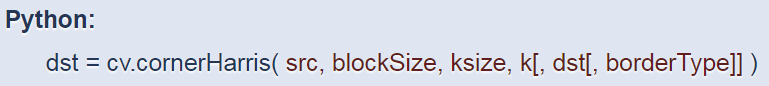 Python:
dst = cv.cornerHarris( src, blockSize, ksize, k[, dst[, borderType]] )